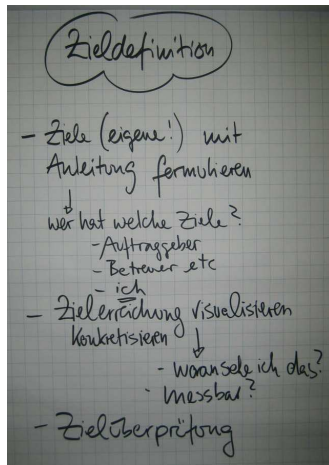 Zieldefinition
- Ziele (eigene!) mit
Anleitung formulieren
wer hat welche Ziele?
- Auftraggeber
- Betreuer etc
- ich
- Zielerreichung visualisieren
konkretisieren
- woran sehe ich das?
- messbar?
- Zielüberprüfung